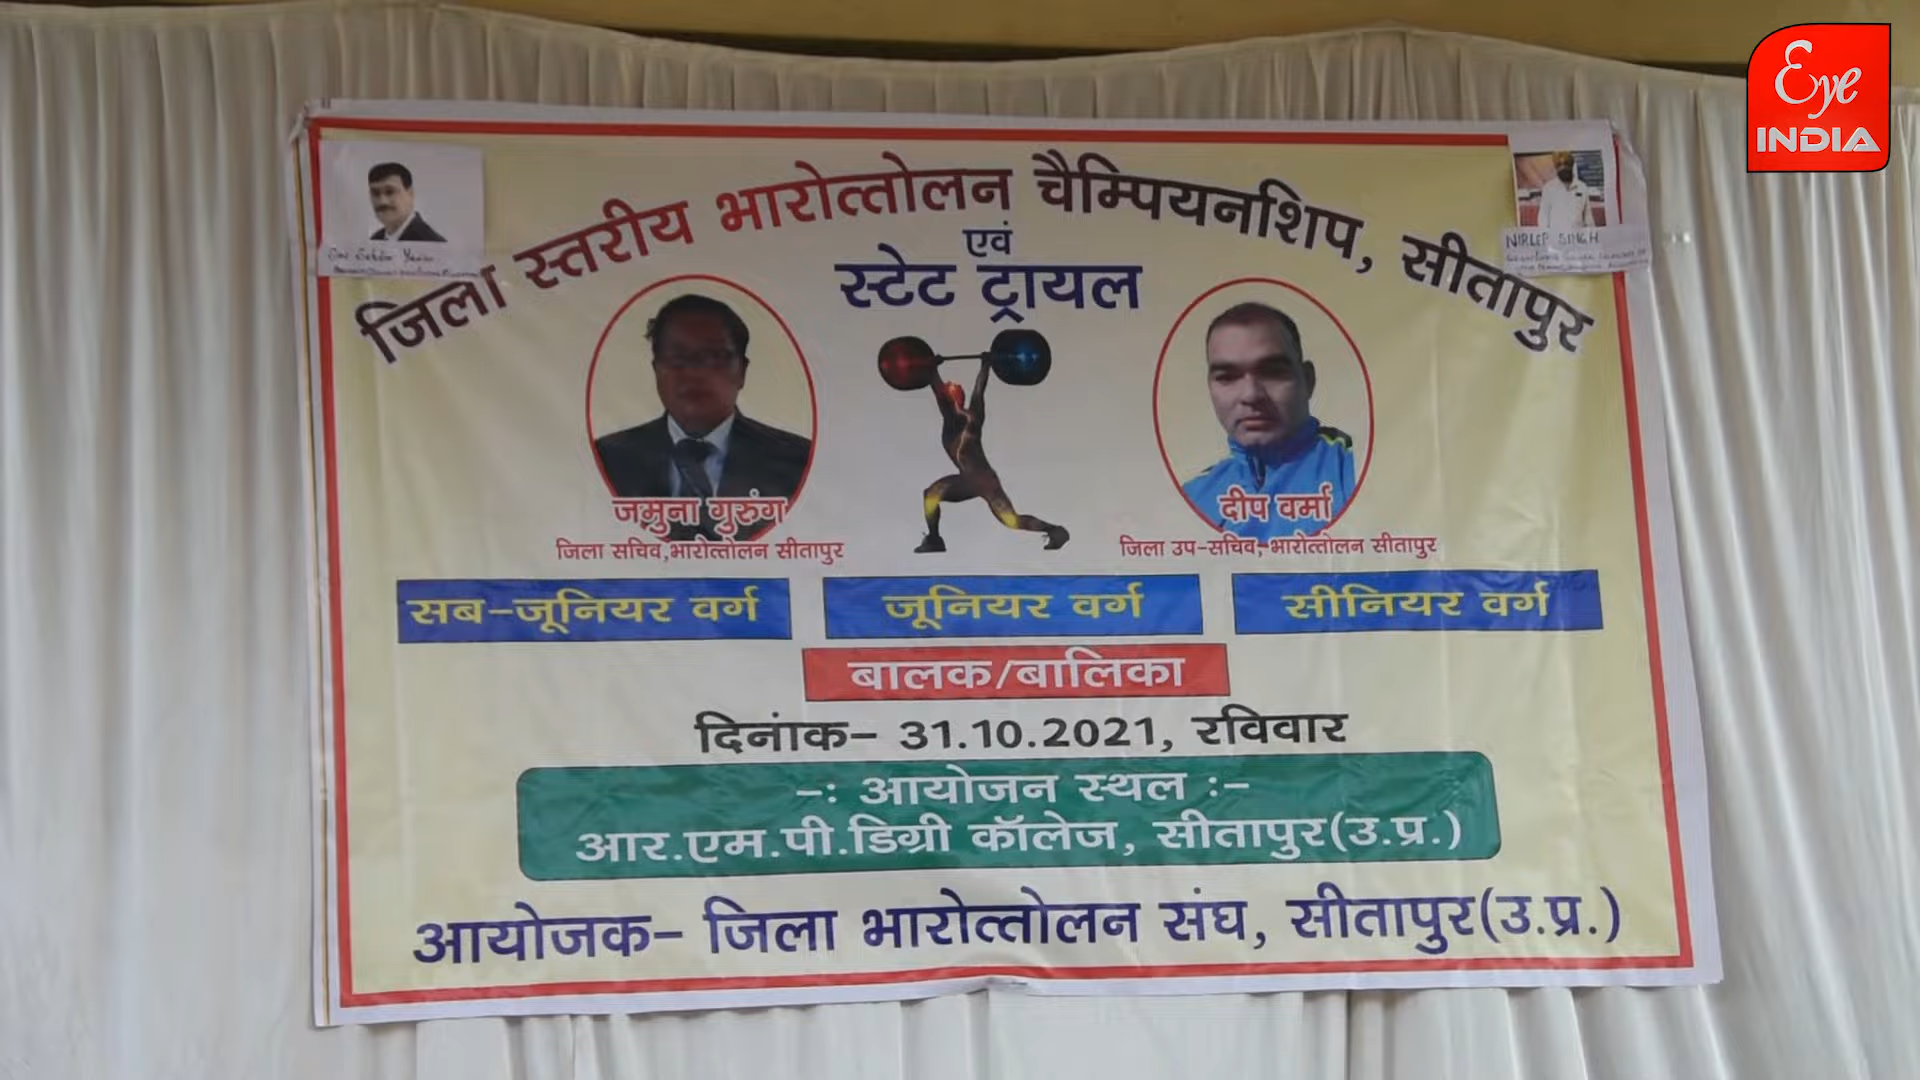 Eye
INDIA
जिला स्तरीय भारोत्तोलन चैम्पियनशिप, सीतापुर
एवं
स्टेट ट्रायल
NIRLEP SINGH
जमुना गुरुंग
जिला सचिव,भारोत्तोलन सीतापुर
दीप वर्मा
जिला उप-सचिव,-भारोत्तोलन सीतापुर
सब-जूनियर वर्ग
जूनियर वर्ग
सीनियर वर्ग
बालक/बालिका
दिनांक- 31.10.2021, रविवार
-: आयोजन स्थल :-
आर.एम.पी.डिग्री कॉलेज, सीतापुर(उ.प्र.)
आयोजक- जिला भारोत्तोलन संघ, सीतापुर(उ.प्र.)